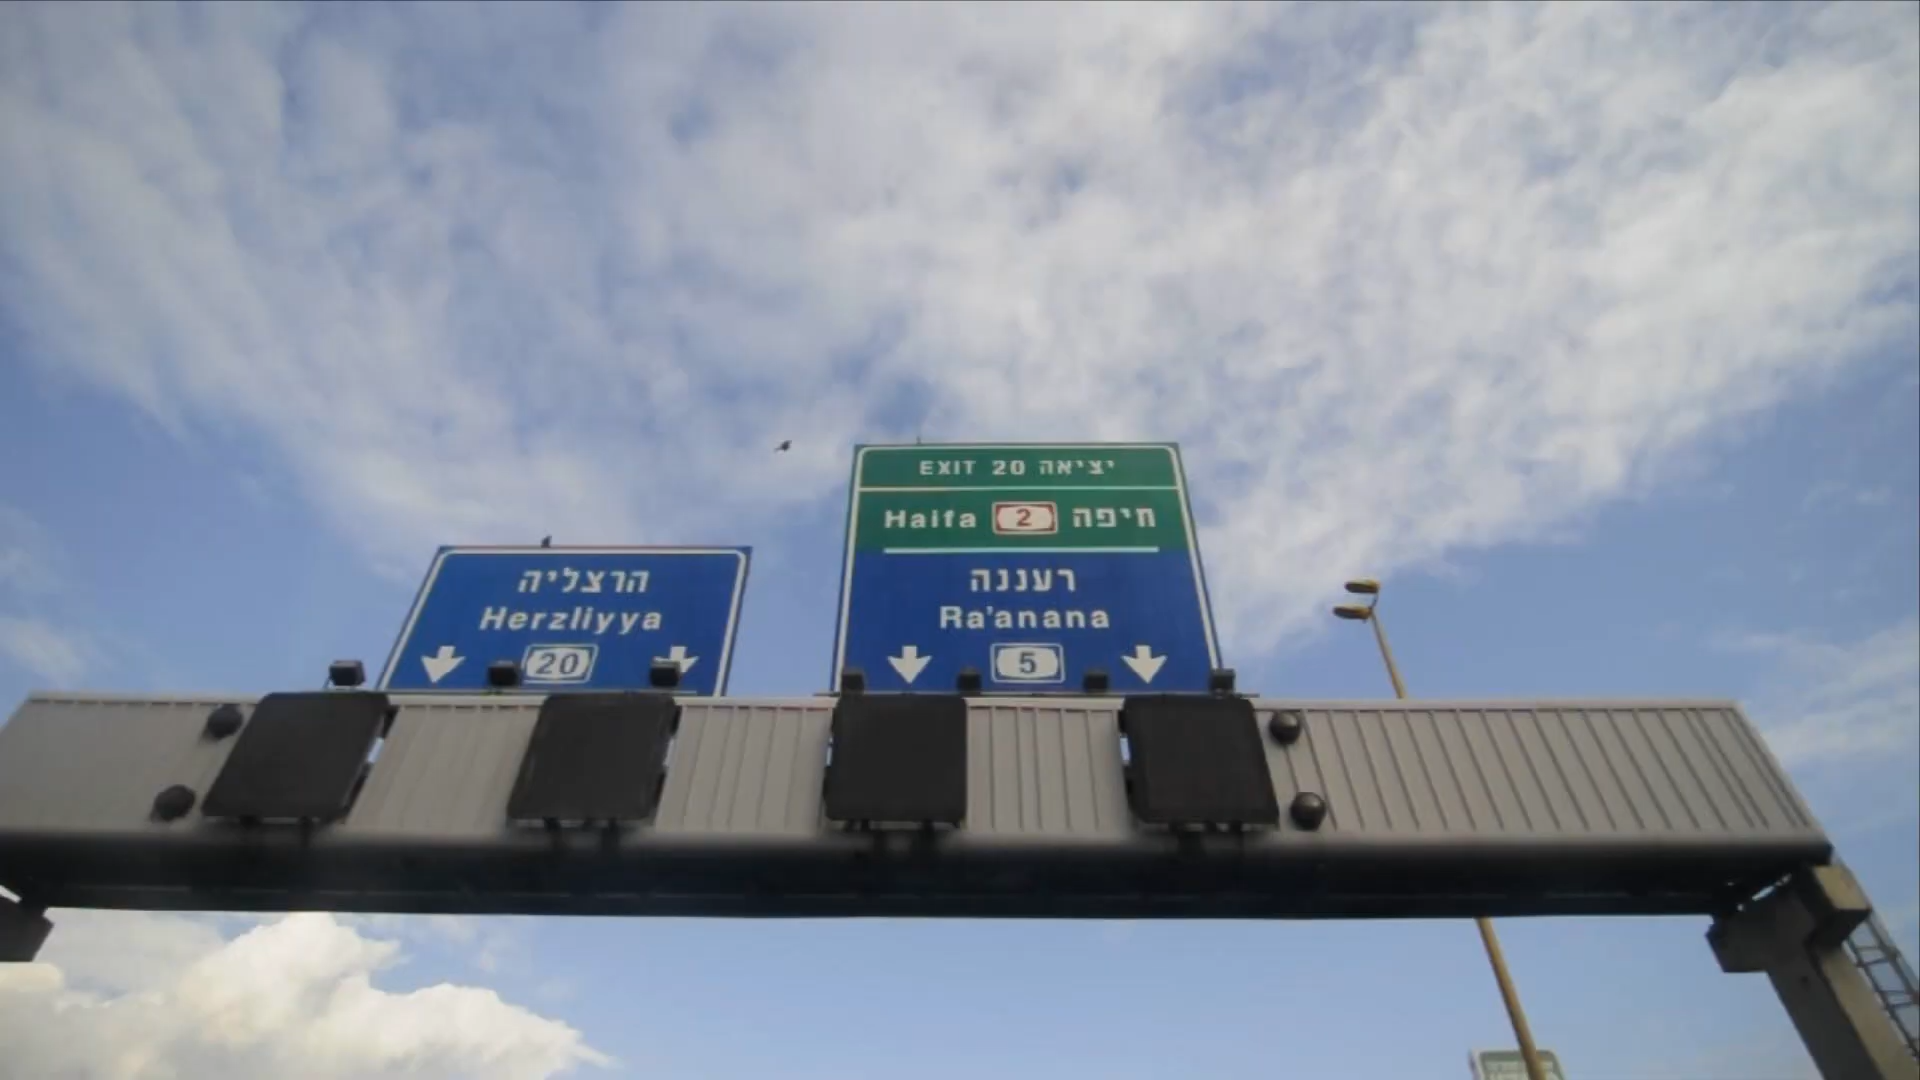 הרצליה
Herzliyya
20
EXIT 20 יציאה
Haifa 2 חיפה
רעננה
Ra'anana
5